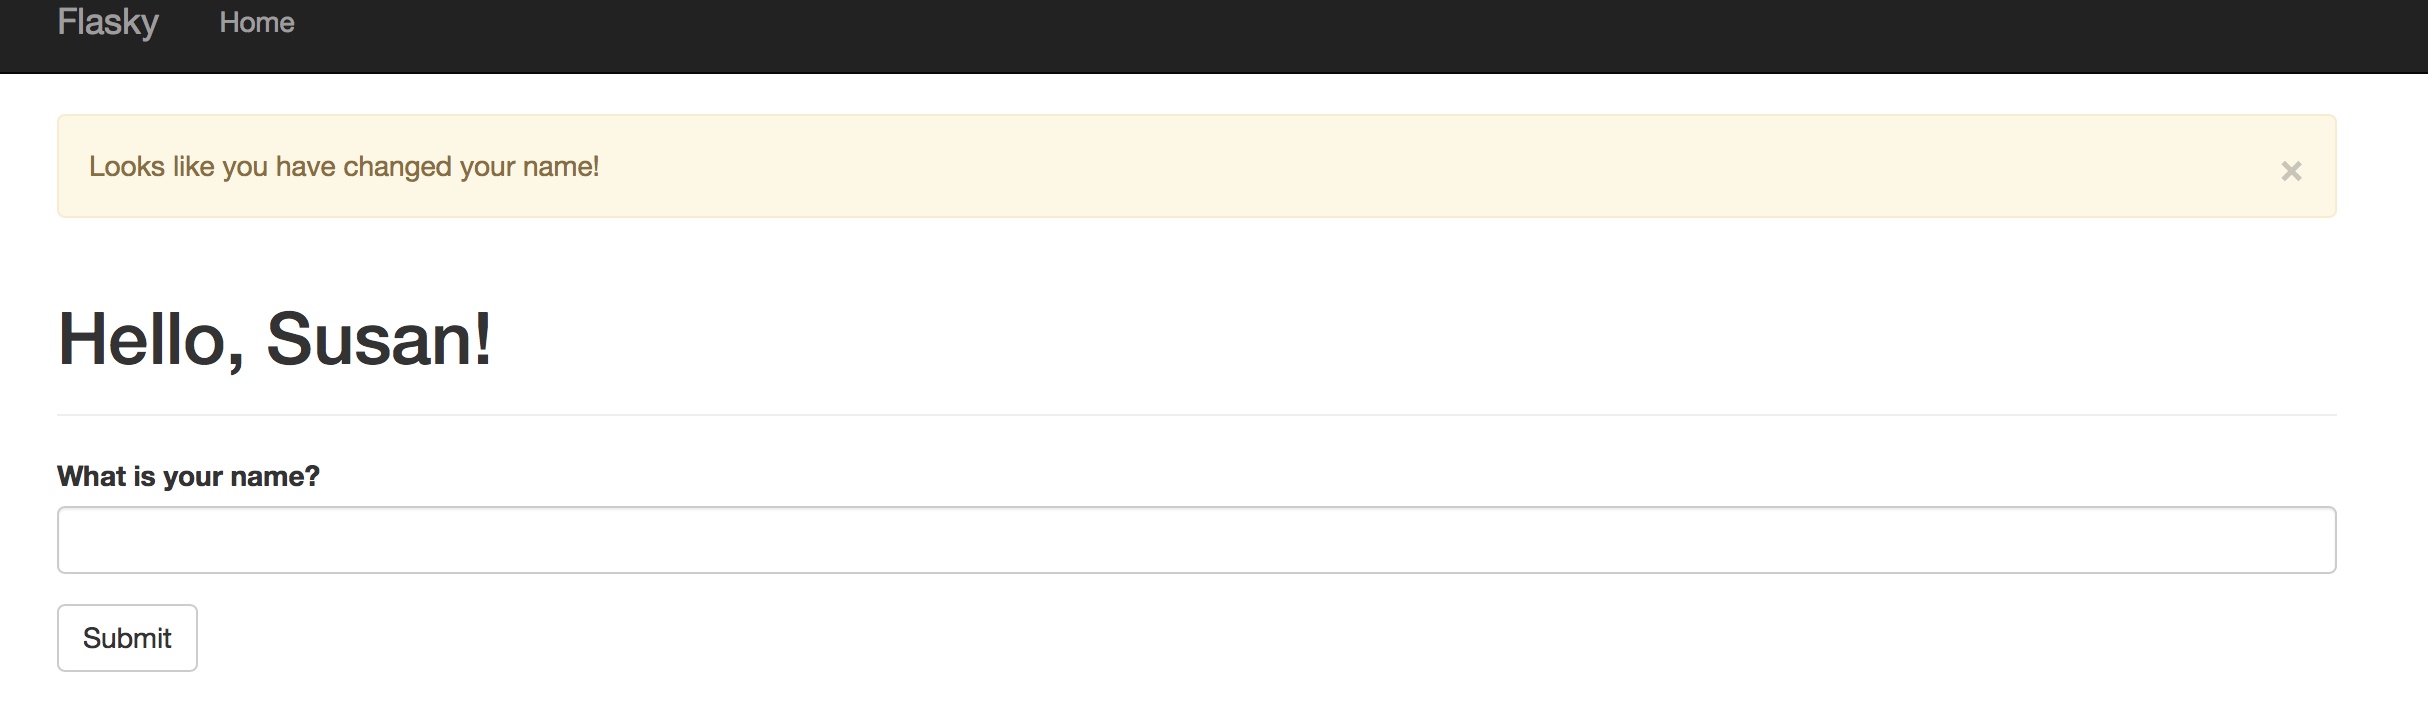 Flasky Home
Looks like you have changed your name! ×
Hello, Susan!
What is your name?
Submit